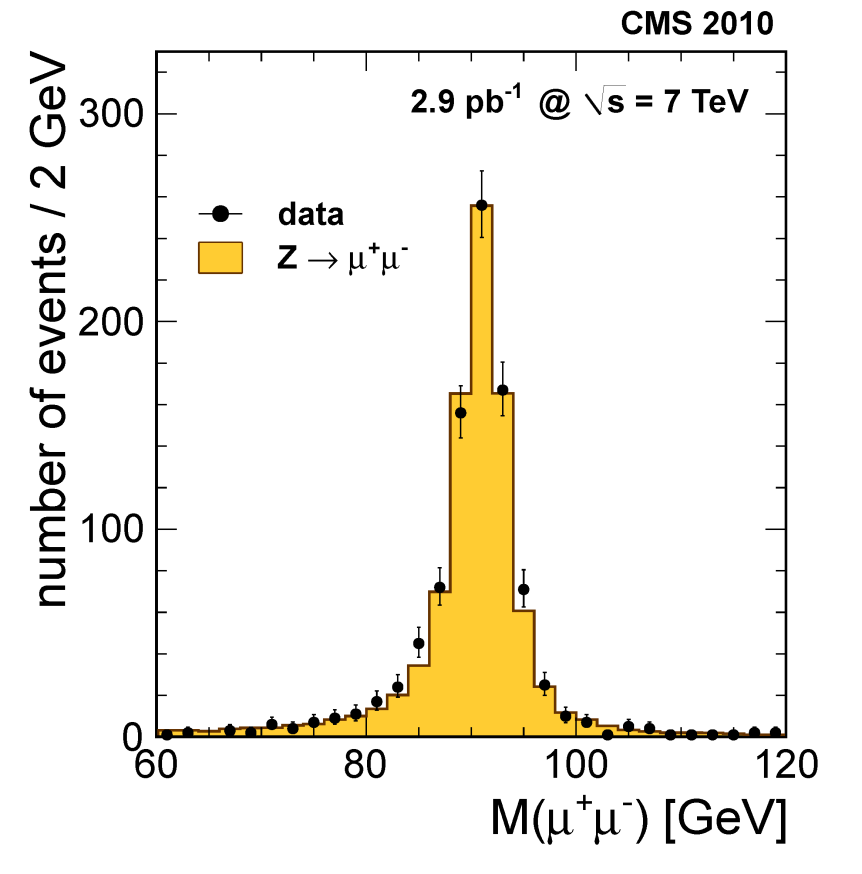 CMS 2010
2.9 pb⁻¹ @ √s = 7 TeV
number of events / 2 GeV
300
200
100
0
data
Z → μ⁺μ⁻
60 80 100 120
M(μ⁺μ⁻) [GeV]